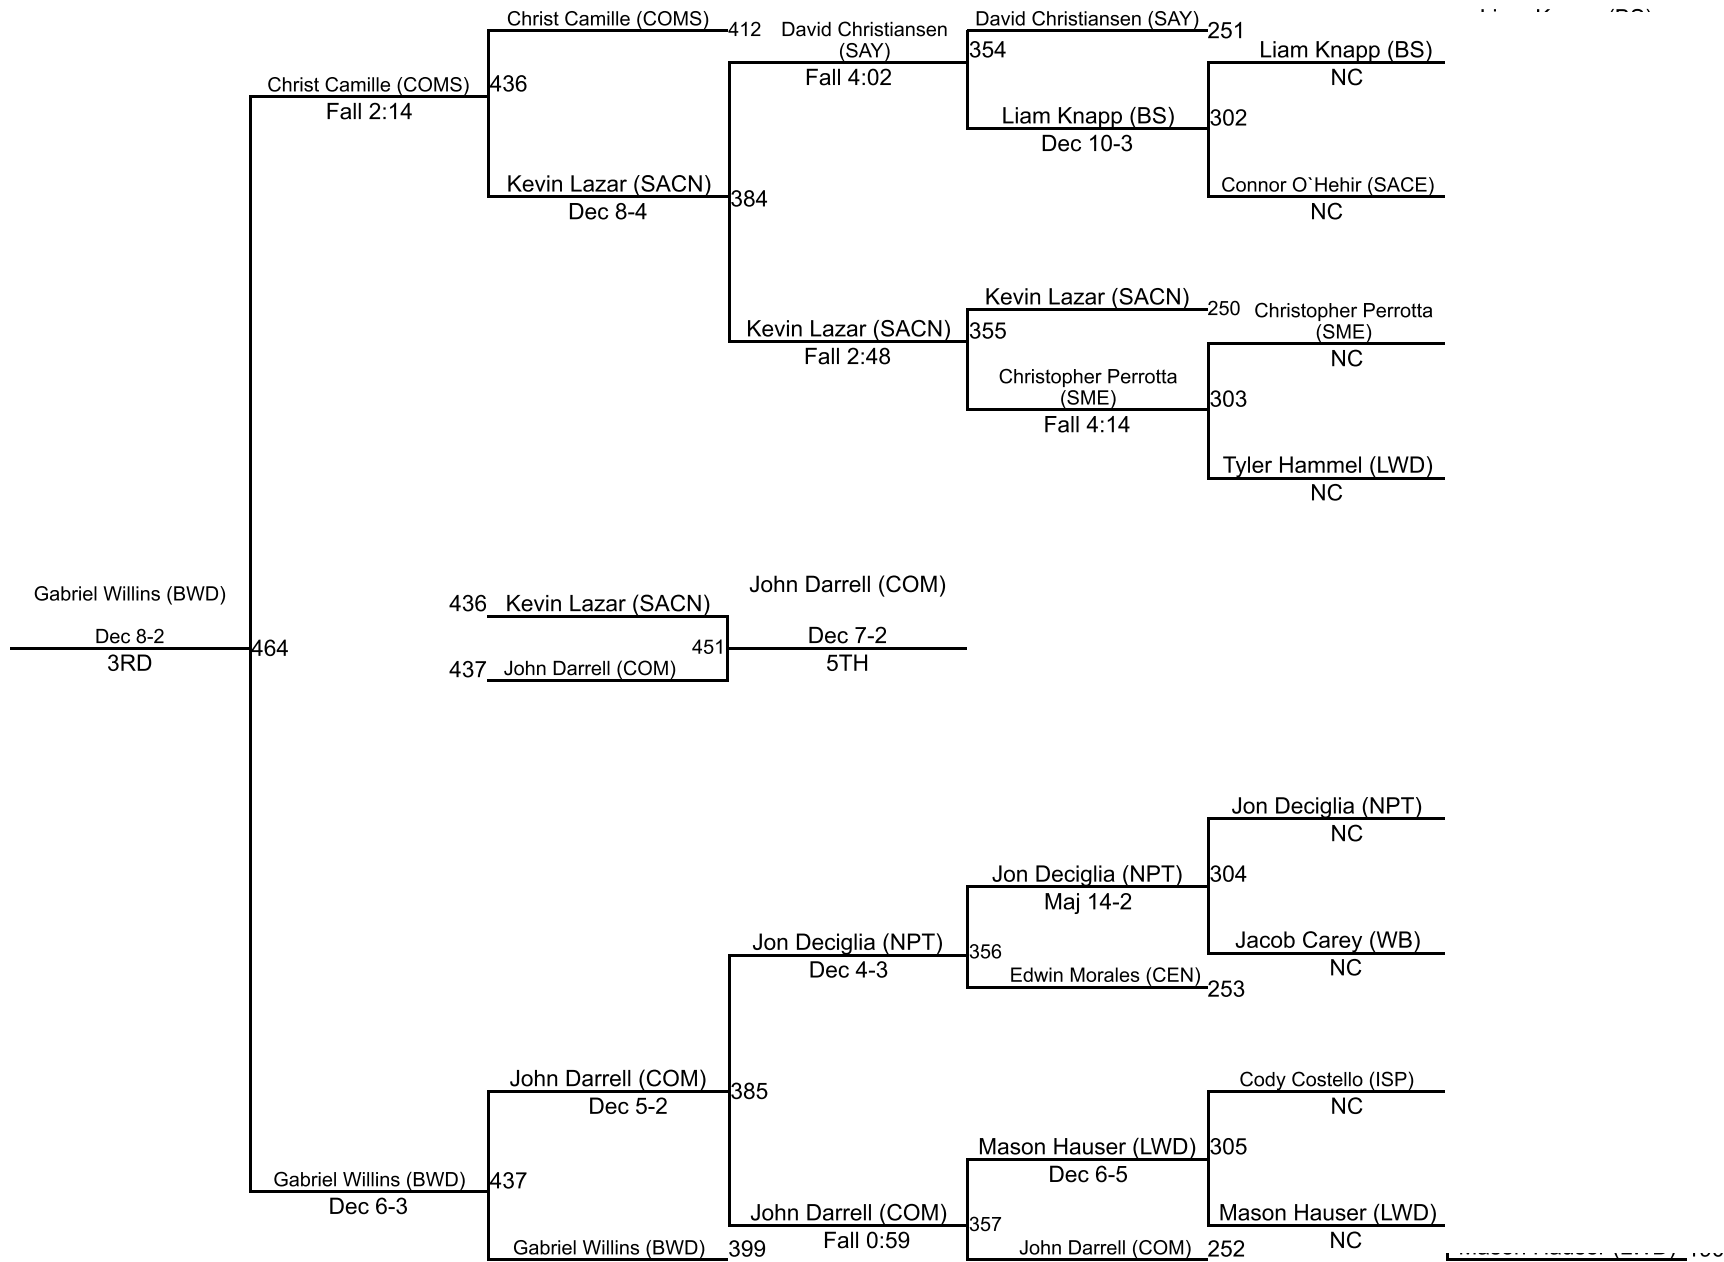 Christ Camille (COMS)
412
David Christiansen
(SAY)
Fall 4:02
David Christiansen (SAY)
251
354
Liam Knapp (BS)
NC
Christ Camille (COMS)
Fall 2:14
436
Liam Knapp (BS)
Dec 10-3
302
Kevin Lazar (SACN)
Dec 8-4
384
Connor O`Hehir (SACE)
NC
Kevin Lazar (SACN)
250
Christopher Perrotta
(SME)
NC
Kevin Lazar (SACN)
Fall 2:48
355
Christopher Perrotta
(SME)
Fall 4:14
303
Tyler Hammel (LWD)
NC
Gabriel Willins (BWD)
Dec 8-2
3RD
464
436
Kevin Lazar (SACN)
John Darrell (COM)
451
Dec 7-2
5TH
437
John Darrell (COM)
Jon Deciglia (NPT)
NC
Jon Deciglia (NPT)
Maj 14-2
304
Jon Deciglia (NPT)
Dec 4-3
356
Jacob Carey (WB)
NC
Edwin Morales (CEN)
253
John Darrell (COM)
Dec 5-2
385
Cody Costello (ISP)
NC
Mason Hauser (LWD)
Dec 6-5
305
Gabriel Willins (BWD)
Dec 6-3
437
John Darrell (COM)
Fall 0:59
357
Mason Hauser (LWD)
NC
Gabriel Willins (BWD)
399
John Darrell (COM)
252